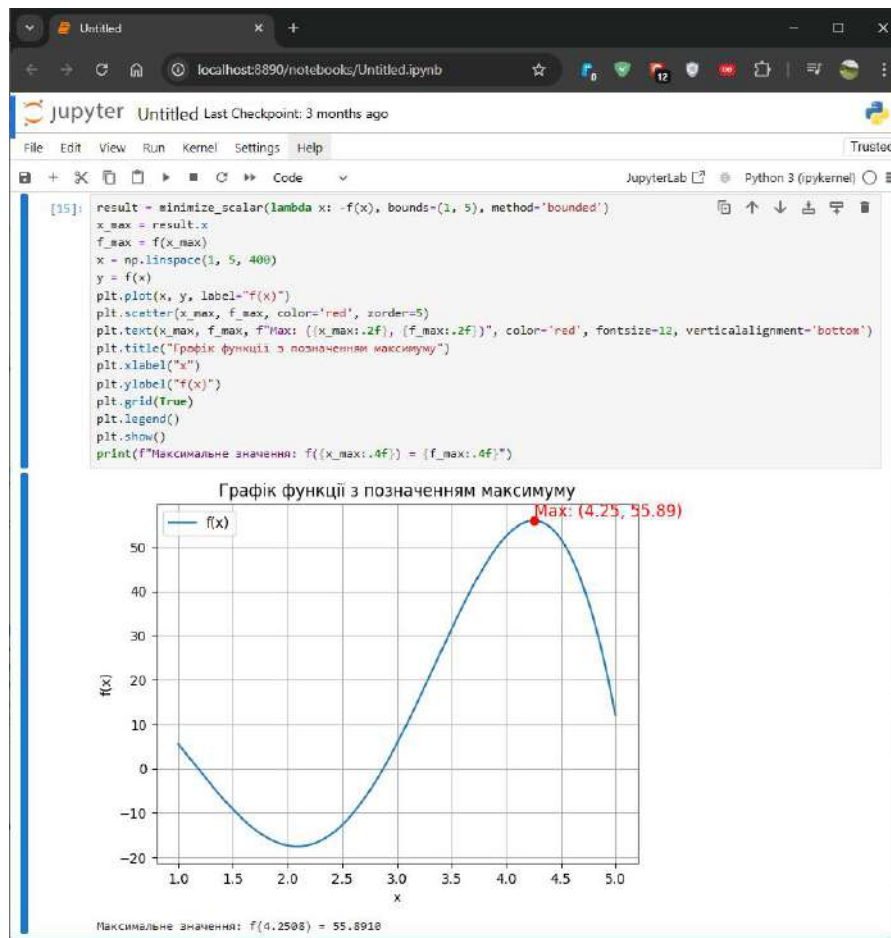 Untitled
localhost:8890/notebooks/Untitled.ipynb
0
12
jupyter Untitled Last Checkpoint: 3 months ago
File Edit View Run Kernel Settings Help
Trusted
Code
JupyterLab
Python 3 (ipykernel)
[15]: result = minimize_scalar(lambda x: -f(x), bounds=(1, 5), method='bounded')
x_max = result.x
f_max = f(x_max)
x = np.linspace(1, 5, 400)
y = f(x)
plt.plot(x, y, label="f(x)")
plt.scatter(x_max, f_max, color='red', zorder=5)
plt.text(x_max, f_max, f"Max: ({x_max:.2f}, {f_max:.2f})", color='red', fontsize=12, verticalalignment='bottom')
plt.title("Графік функції з позначенням максимуму")
plt.xlabel("x")
plt.ylabel("f(x)")
plt.grid(True)
plt.legend()
plt.show()
print(f"Максимальне значення: f({x_max:.4f}) = {f_max:.4f}")
Графік функції з позначенням максимуму
Max: (4.25, 55.89)
f(x)
50
40
30
20
10
0
−10
−20
f(x)
1.0 1.5 2.0 2.5 3.0 3.5 4.0 4.5 5.0
x
Максимальне значення: f(4.2508) = 55.8910